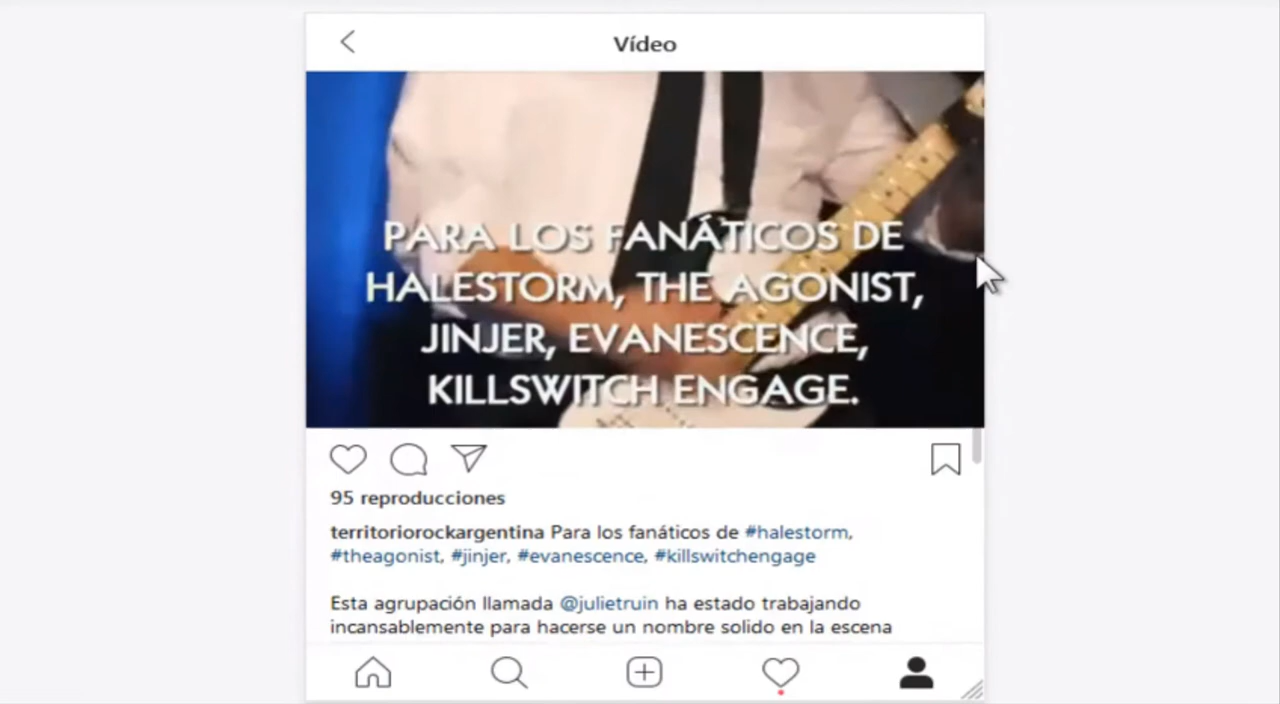 Vídeo
PARA LOS FANÁTICOS DE
HALESTORM, THE AGONIST,
JINJER, EVANESCENCE,
KILLSWITCH ENGAGE.
95 reproducciones
territoriorockargentina Para los fanáticos de #halestorm,
#theagonist, #jinjer, #evanescence, #killswitchengage
Esta agrupación llamada @julietruin ha estado trabajando
incansablemente para hacerse un nombre solido en la escena